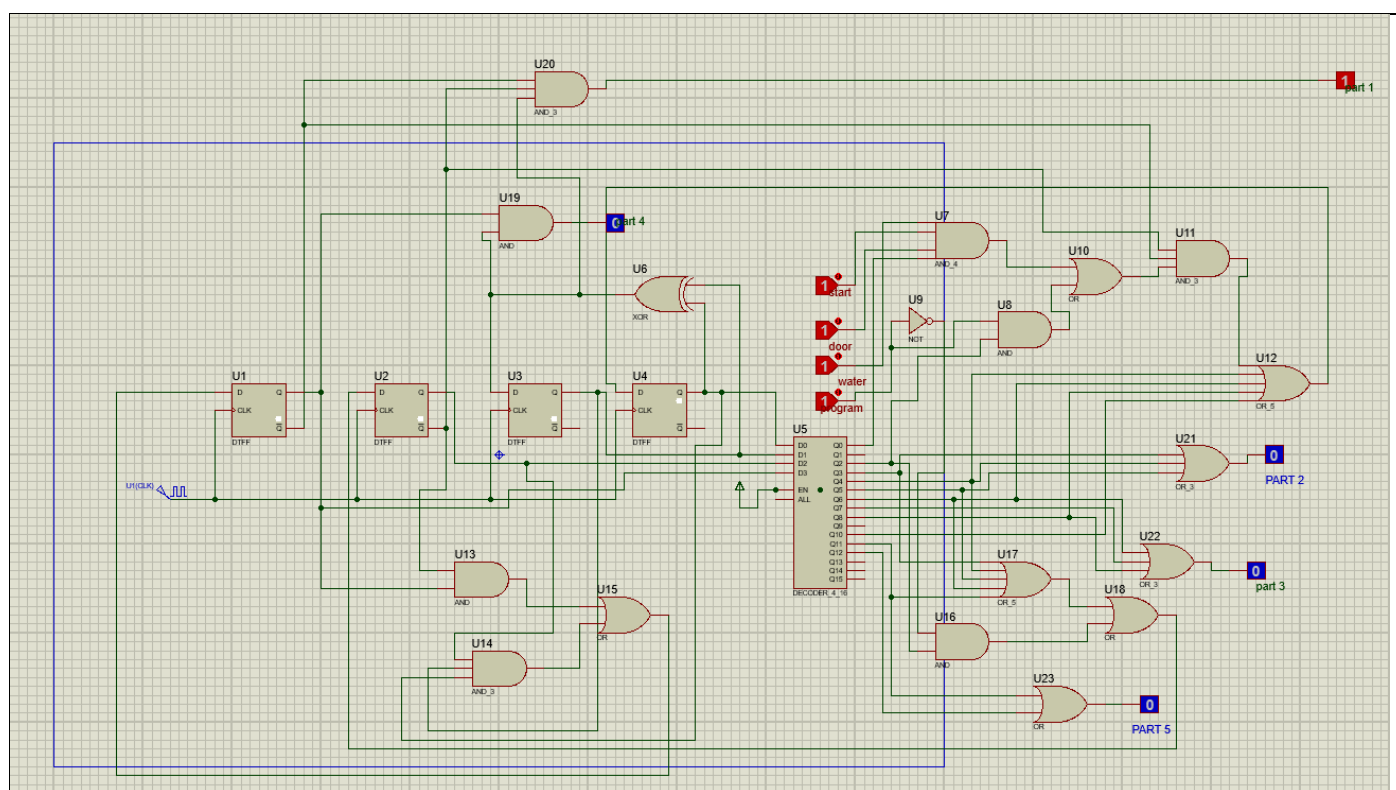 U20
AND_3
1
part 1
U19
AND
0
part 4
U7
AND_4
U11
AND_3
U10
OR
U6
XOR
1
start
U9
NOT
U8
AND
1
door
1
water
1
program
U12
OR_5
U1
D Q
CLK
Q
DTFF
U2
D Q
CLK
Q
DTFF
U3
D Q
CLK
Q
DTFF
U4
D Q
CLK
Q
DTFF
U5
D0 Q0
D1 Q1
D2 Q2
D3 Q3
Q4
EN Q5
ALL Q6
Q7
Q8
Q9
Q10
Q11
Q12
Q13
Q14
Q15
DECODER_4_16
U21
OR_3
0
PART 2
U1(CLK)
U22
OR_3
0
part 3
U13
AND
U15
OR
U17
OR_5
U18
OR
U14
AND_3
U16
AND
U23
OR
0
PART 5